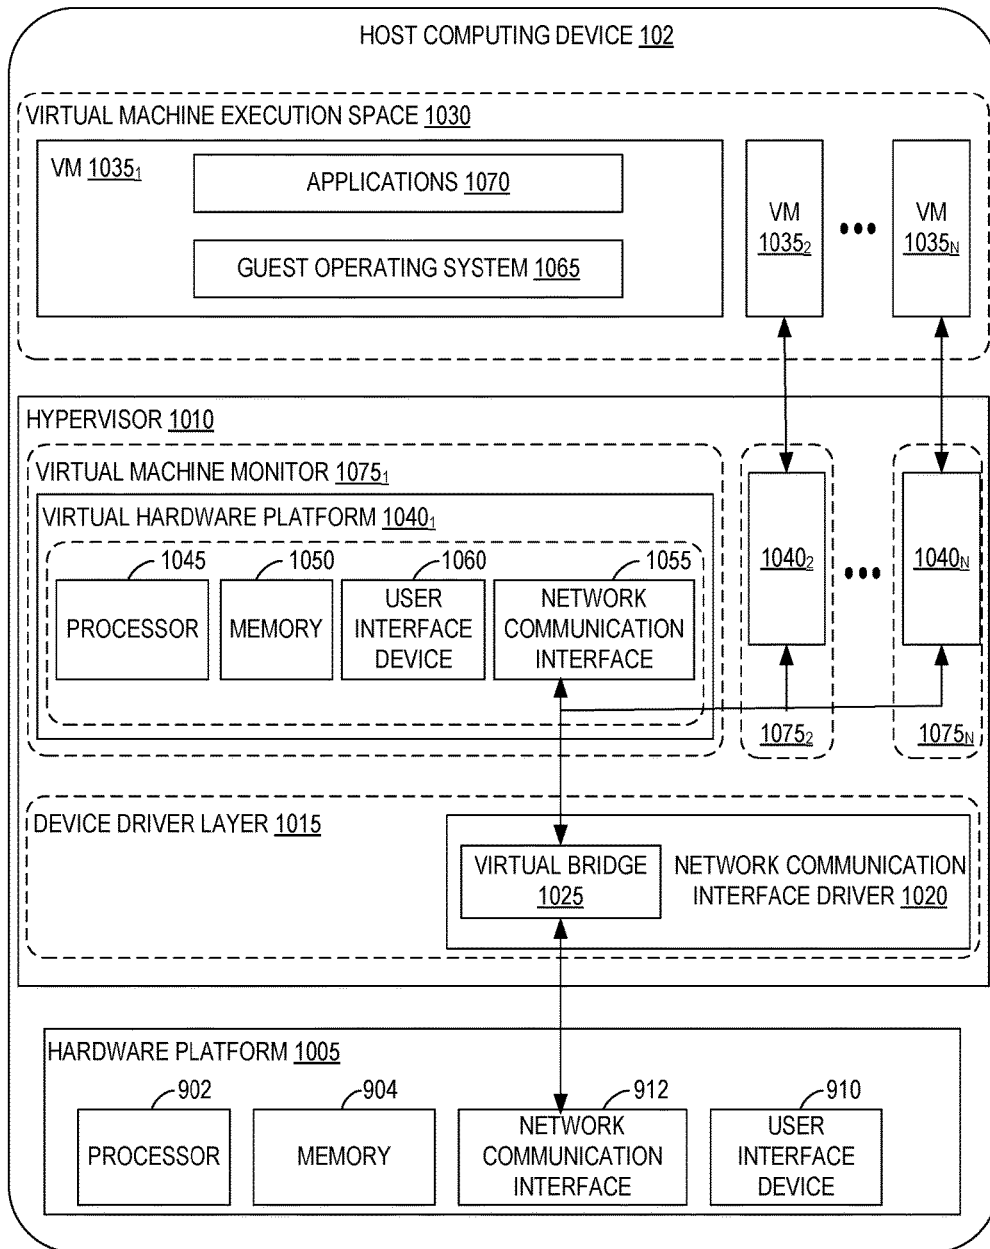 HOST COMPUTING DEVICE 102
VIRTUAL MACHINE EXECUTION SPACE 1030
VM 1035₁
APPLICATIONS 1070
GUEST OPERATING SYSTEM 1065
VM
1035₂
VM
1035N
HYPERVISOR 1010
VIRTUAL MACHINE MONITOR 1075₁
VIRTUAL HARDWARE PLATFORM 1040₁
1045
1050
1060
1055
PROCESSOR
MEMORY
USER
INTERFACE
DEVICE
NETWORK
COMMUNICATION
INTERFACE
1040₂
1040N
1075₂
1075N
DEVICE DRIVER LAYER 1015
VIRTUAL BRIDGE
1025
NETWORK COMMUNICATION
INTERFACE DRIVER 1020
HARDWARE PLATFORM 1005
902
904
912
910
PROCESSOR
MEMORY
NETWORK
COMMUNICATION
INTERFACE
USER
INTERFACE
DEVICE